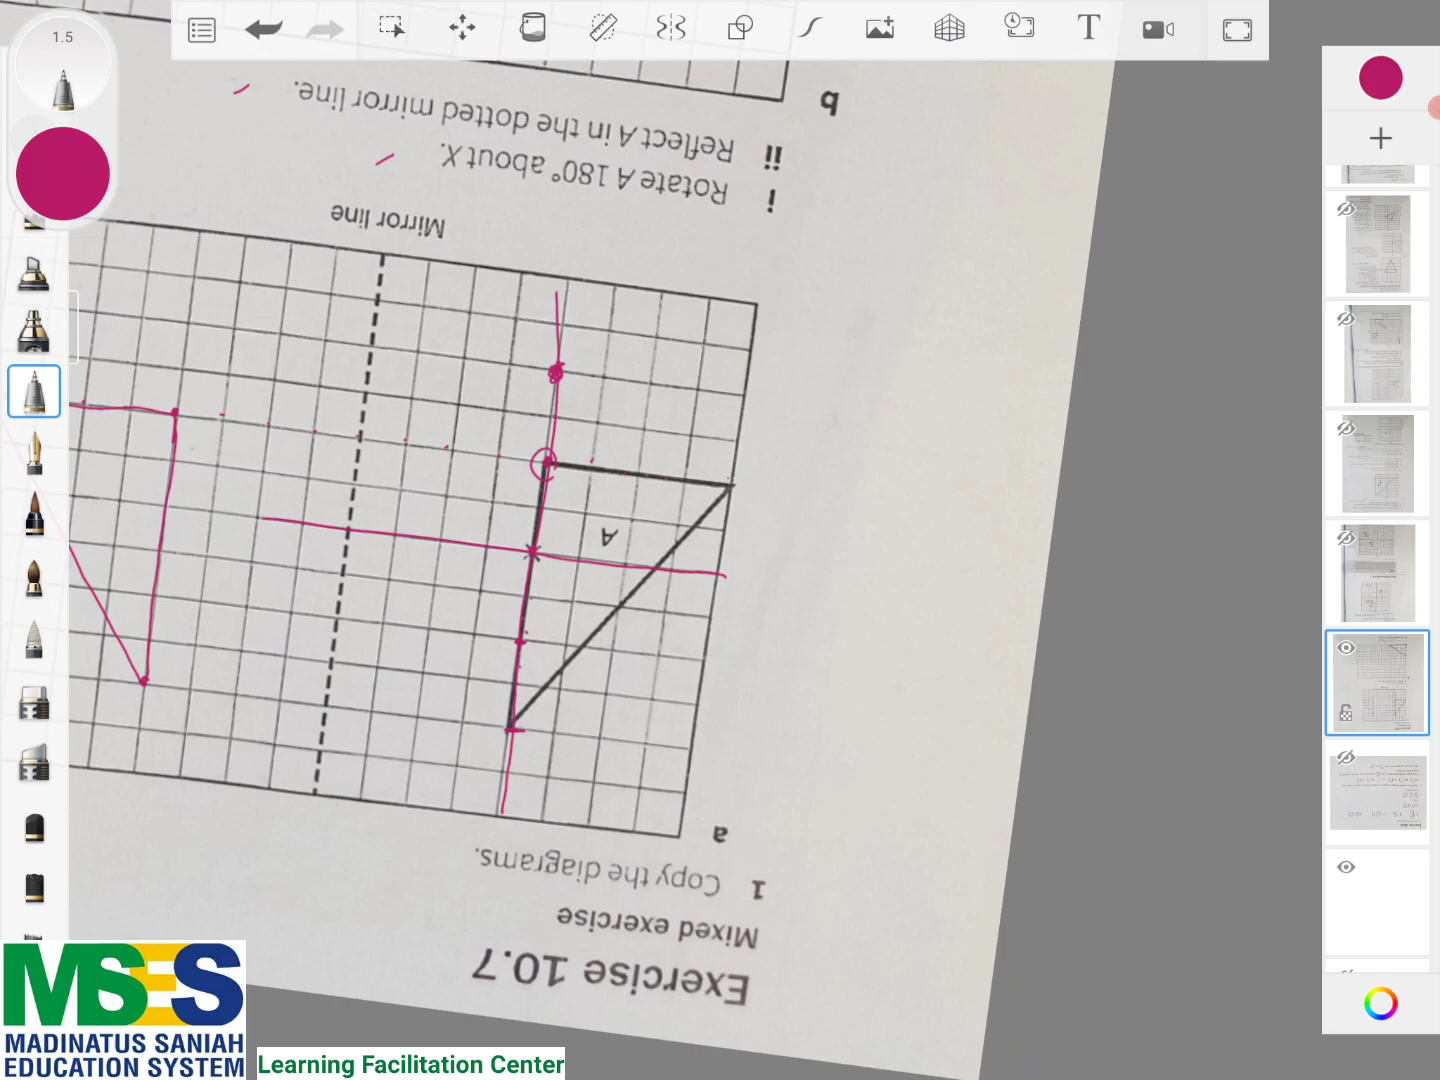 1.5
T
Exercise 10.7
Mixed exercise
1 Copy the diagrams.
a
A
Mirror line
i Rotate A 180° about X.
ii Reflect A in the dotted mirror line.
b
MSES
MADINATUS SANIAH
EDUCATION SYSTEM
Learning Facilitation Center